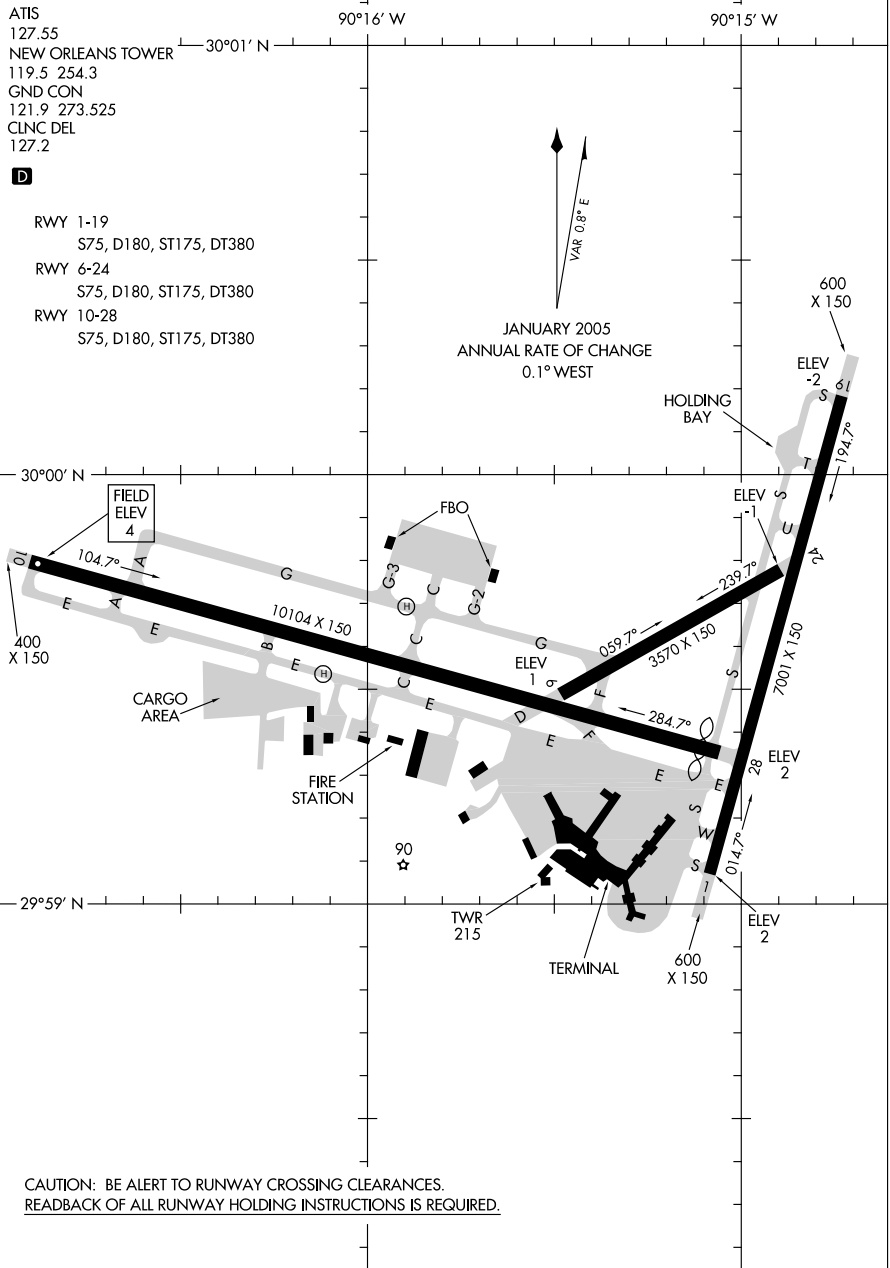 ATIS
127.55
NEW ORLEANS TOWER
119.5 254.3
GND CON
121.9 273.525
CLNC DEL
127.2
D
RWY 1-19
S75, D180, ST175, DT380
RWY 6-24
S75, D180, ST175, DT380
RWY 10-28
S75, D180, ST175, DT380
90°16' W
90°15' W
30°01' N
VAR 0.8° E
JANUARY 2005
ANNUAL RATE OF CHANGE
0.1° WEST
600
X 150
ELEV
-2
S
19
HOLDING
BAY
194.7°
T
30°00' N
FIELD
ELEV
4
FBO
ELEV
-1
S
U
24
10
104.7°
A
G
G-3
C
G-2
H
239.7°
E
A
E
10104 X 150
059.7°
3570 X 150
G
C
B
E
H
400
X 150
ELEV
1
6
F
S
7001 X 150
C
E
D
E
F
284.7°
CARGO
AREA
28
ELEV
2
E
E
FIRE
STATION
S
W
S
014.7°
90
1
29°59' N
TWR
215
TERMINAL
ELEV
2
600
X 150
CAUTION: BE ALERT TO RUNWAY CROSSING CLEARANCES.
READBACK OF ALL RUNWAY HOLDING INSTRUCTIONS IS REQUIRED.